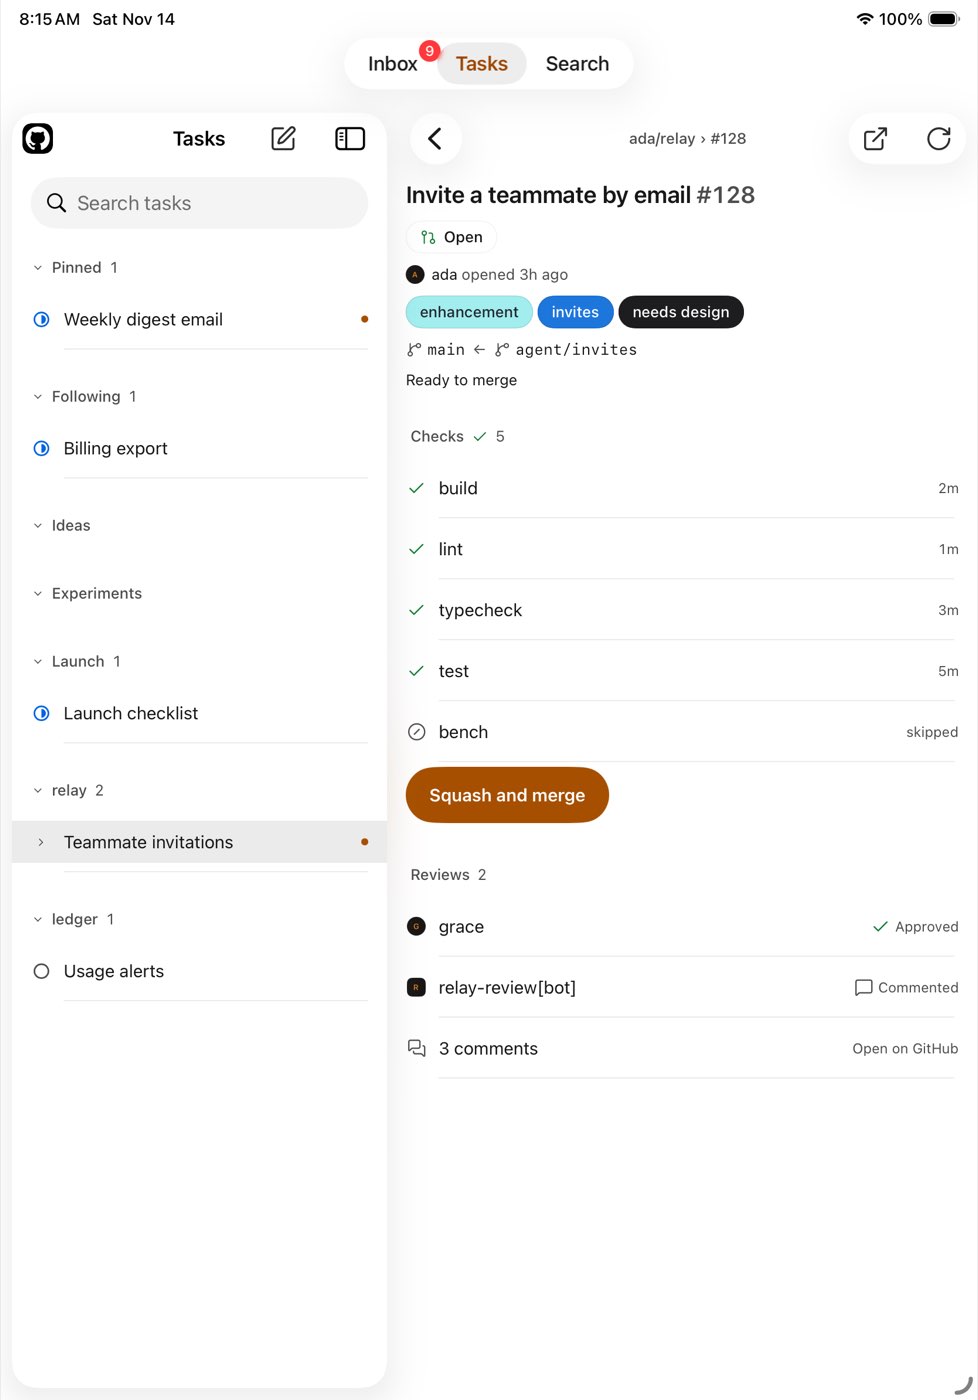 8:15 AM Sat Nov 14
100%
Inbox 9 Tasks Search
Tasks
Search tasks
Pinned 1
Weekly digest email
Following 1
Billing export
Ideas
Experiments
Launch 1
Launch checklist
relay 2
Teammate invitations
ledger 1
Usage alerts
ada/relay › #128
Invite a teammate by email #128
Open
A ada opened 3h ago
enhancement invites needs design
main ← agent/invites
Ready to merge
Checks 5
build 2m
lint 1m
typecheck 3m
test 5m
bench skipped
Squash and merge
Reviews 2
G grace Approved
R relay-review[bot] Commented
3 comments Open on GitHub